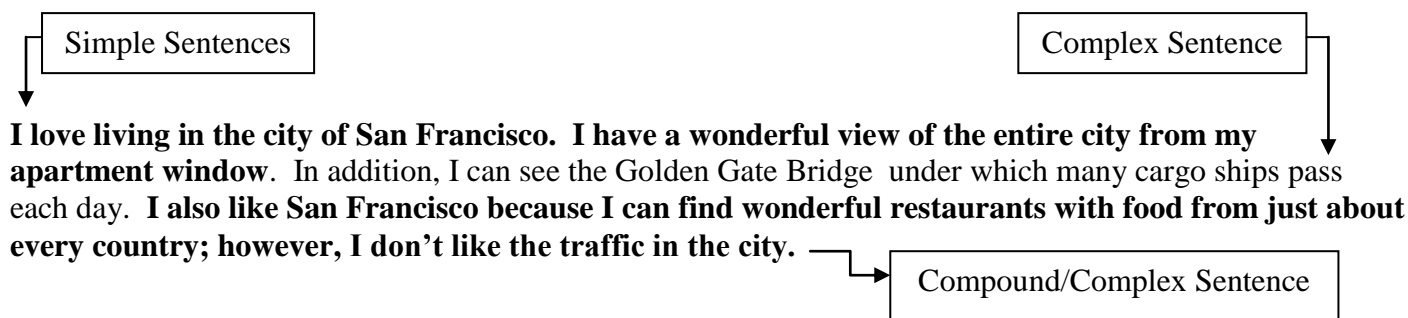 Simple Sentences
Complex Sentence
I love living in the city of San Francisco.  I have a wonderful view of the entire city from my
apartment window.  In addition, I can see the Golden Gate Bridge  under which many cargo ships pass
each day.  I also like San Francisco because I can find wonderful restaurants with food from just about
every country; however, I don’t like the traffic in the city.
Compound/Complex Sentence